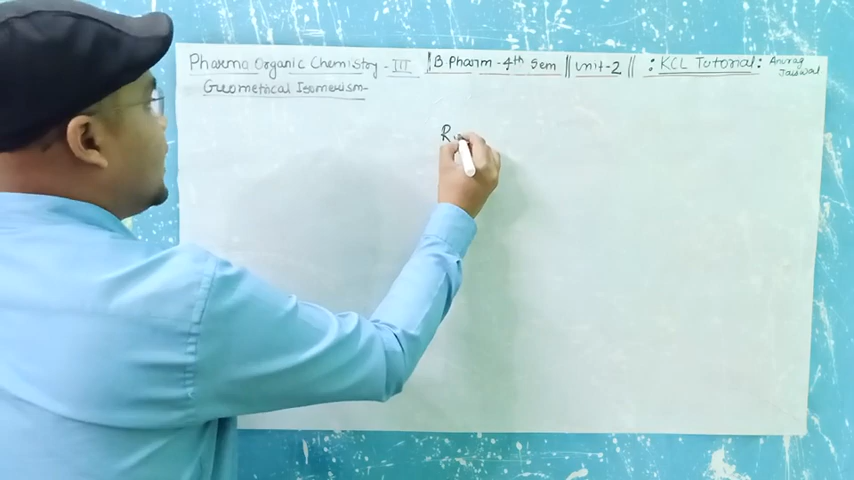 Pharma Organic Chemistry - III || B. Pharm - 4th Sem || Unit-2 || : KCL Tutorial : Anurag Jaiswal
Geometrical Isomerism-
R